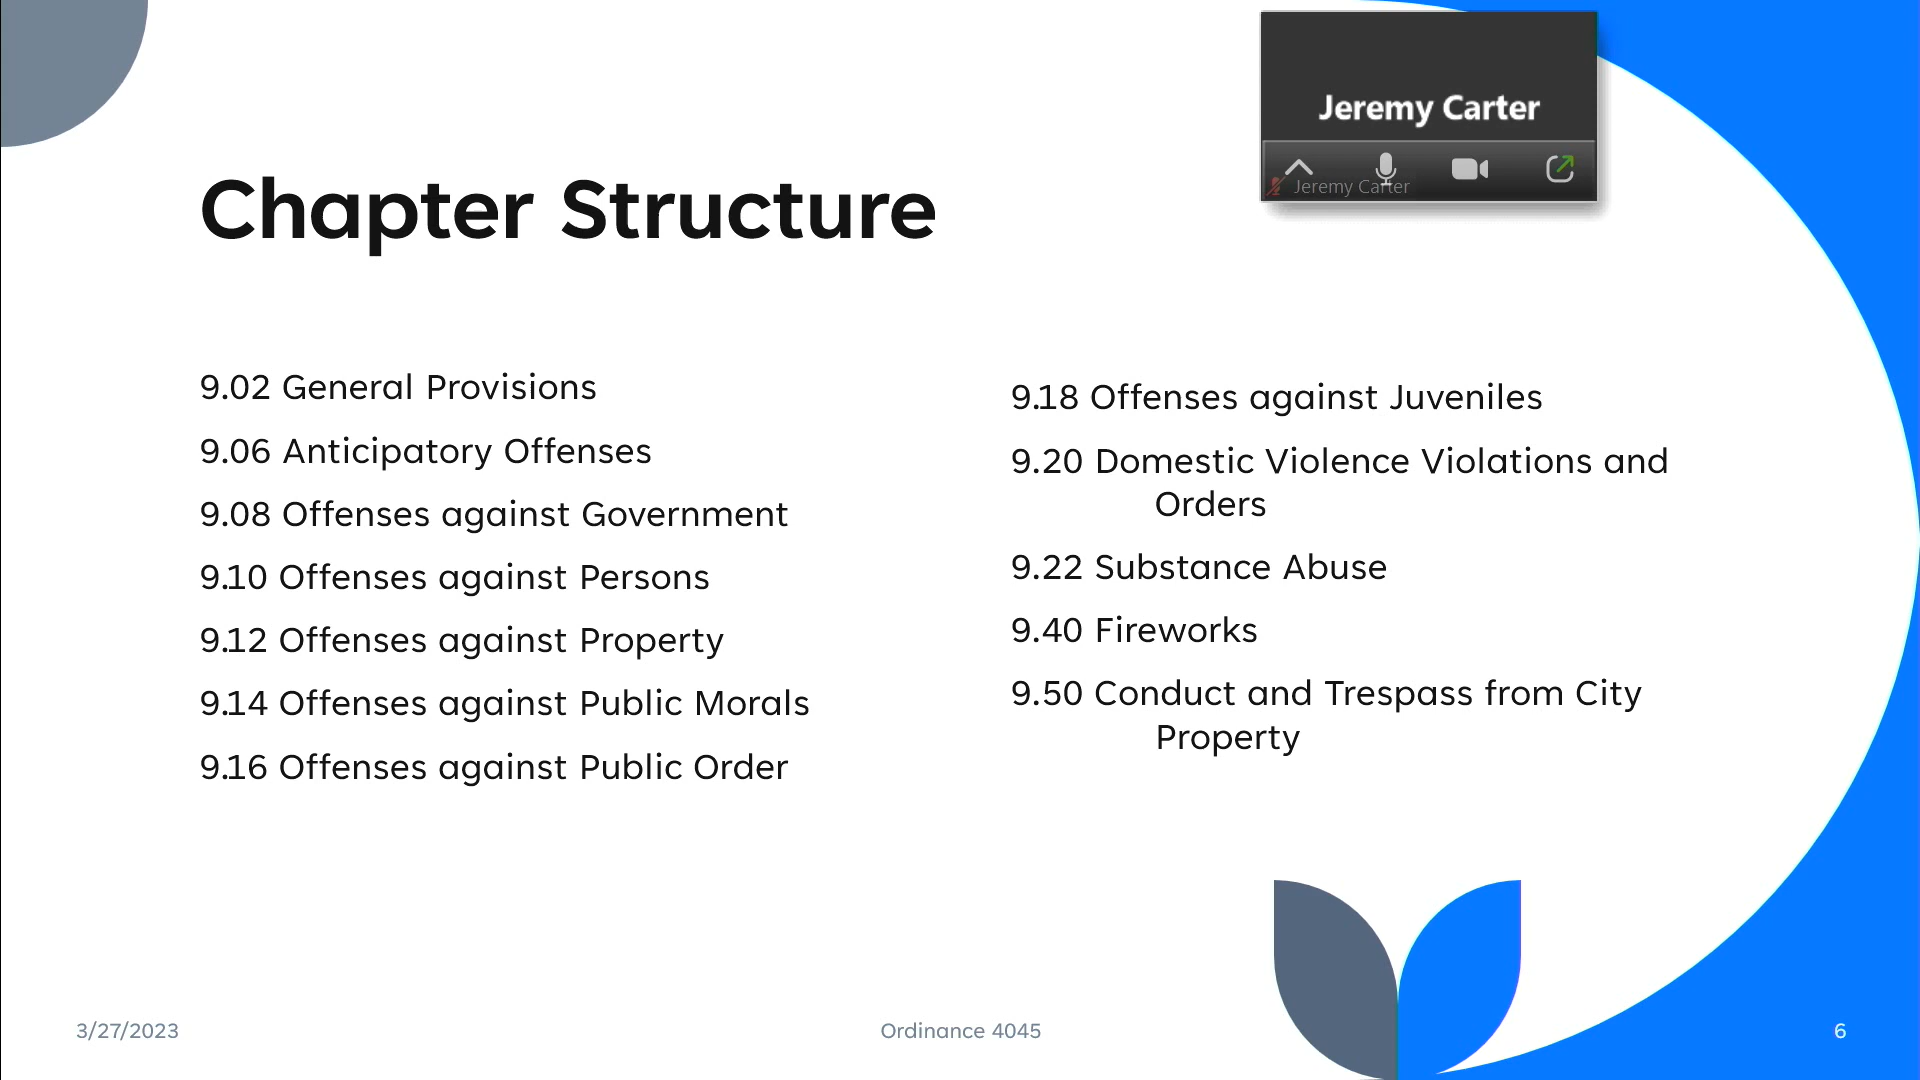 Jeremy Carter
Jeremy Carter
Chapter Structure
9.02 General Provisions
9.06 Anticipatory Offenses
9.08 Offenses against Government
9.10 Offenses against Persons
9.12 Offenses against Property
9.14 Offenses against Public Morals
9.16 Offenses against Public Order
9.18 Offenses against Juveniles
9.20 Domestic Violence Violations and
Orders
9.22 Substance Abuse
9.40 Fireworks
9.50 Conduct and Trespass from City
Property
3/27/2023
Ordinance 4045
6